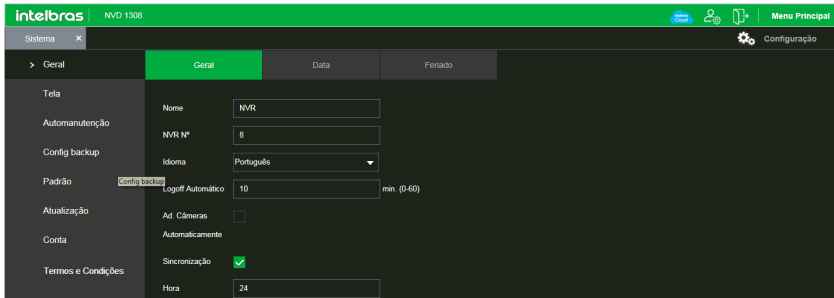 intelbras NVD 1308 intelbras Cloud Menu Principal
Sistema × Configuração
> Geral Geral Data Feriado
Tela
Nome NVR
Automanutenção
NVR Nº 8
Config backup
Idioma Português
Padrão Config backup
Logoff Automático 10 min. (0-60)
Atualização
Ad. Câmeras
Automaticamente
Conta
Sincronização
Termos e Condições
Hora 24